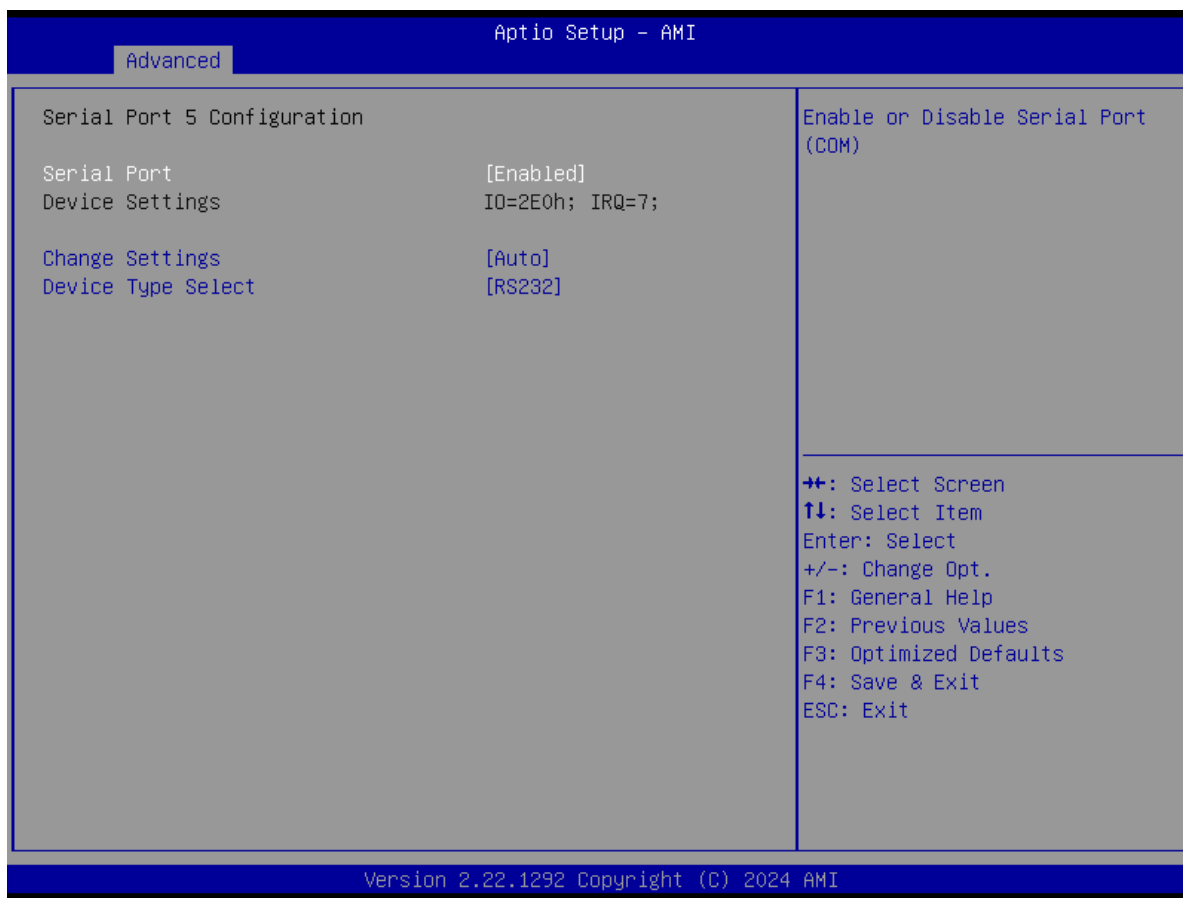 Aptio Setup – AMI
Advanced
Serial Port 5 Configuration
Serial Port [Enabled]
Device Settings IO=2E0h; IRQ=7;
Change Settings [Auto]
Device Type Select [RS232]
Enable or Disable Serial Port
(COM)
→←: Select Screen
↑↓: Select Item
Enter: Select
+/-: Change Opt.
F1: General Help
F2: Previous Values
F3: Optimized Defaults
F4: Save & Exit
ESC: Exit
Version 2.22.1292 Copyright (C) 2024 AMI